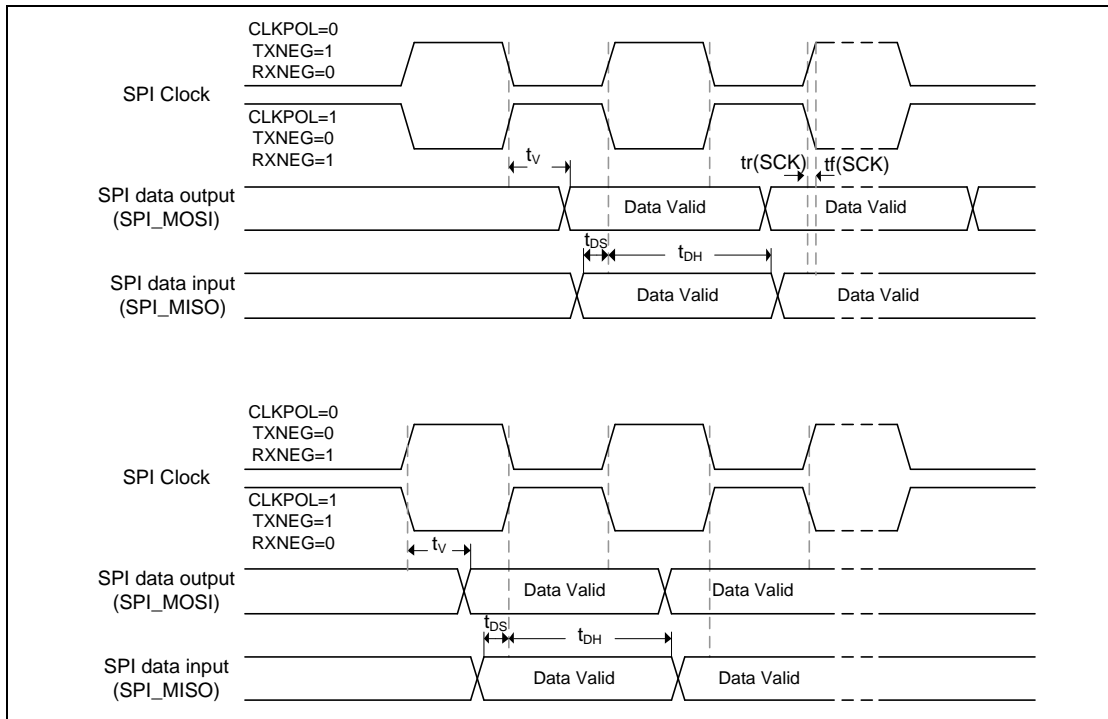 CLKPOL=0
TXNEG=1
RXNEG=0
SPI Clock
CLKPOL=1
TXNEG=0
RXNEG=1
tV
tr(SCK)
tf(SCK)
SPI data output
(SPI_MOSI)
Data Valid
Data Valid
tDS
tDH
SPI data input
(SPI_MISO)
Data Valid
Data Valid
CLKPOL=0
TXNEG=0
RXNEG=1
SPI Clock
CLKPOL=1
TXNEG=1
RXNEG=0
tV
SPI data output
(SPI_MOSI)
Data Valid
Data Valid
tDS
tDH
SPI data input
(SPI_MISO)
Data Valid
Data Valid